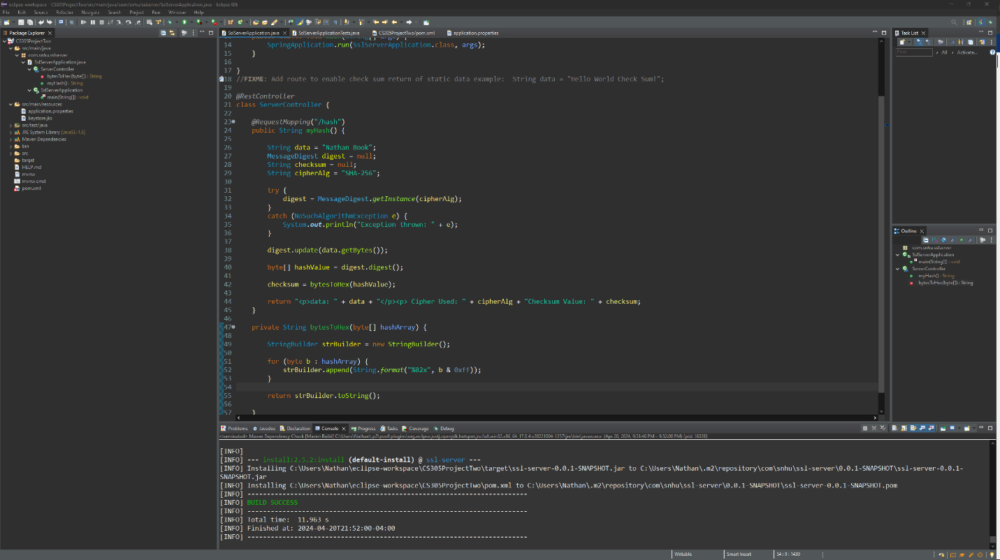 eclipse-workspace - CS305ProjectTwo/src/main/java/com/snhu/sslserver/SslServerApplication.java - Eclipse IDE
File Edit Source Refactor Navigate Search Project Run Window Help
Package Explorer
CS305ProjectTwo
src/main/java
com.snhu.sslserver
SslServerApplication.java
ServerController
bytesToHex(byte[]) : String
myHash() : String
SslServerApplication
main(String[]) : void
src/main/resources
application.properties
keystore.jks
src/test/java
JRE System Library [JavaSE-1.6]
Maven Dependencies
bin
src
target
HELP.md
mvnw
mvnw.cmd
pom.xml
SslServerApplication.java SslServerApplicationTests.java CS305ProjectTwo/pom.xml application.properties
14 SpringApplication.run(SslServerApplication.class, args);
15 }
16
17 }
18 //FIXME: Add route to enable check sum return of static data example:  String data = "Hello World Check Sum!";
19
20 @RestController
21 class ServerController {
22
23 @RequestMapping("/hash")
24 public String myHash() {
25
26 String data = "Nathan Book";
27 MessageDigest digest = null;
28 String checksum = null;
29 String cipherAlg = "SHA-256";
30
31 try {
32 digest = MessageDigest.getInstance(cipherAlg);
33 }
34 catch (NoSuchAlgorithmException e) {
35 System.out.println("Exception thrown: " + e);
36 }
37
38 digest.update(data.getBytes());
39
40 byte[] hashValue = digest.digest();
41
42 checksum = bytesToHex(hashValue);
43
44 return "<p>data: " + data + "</p><p> Cipher Used: " + cipherAlg + "Checksum Value: " + checksum;
45 }
46
47 private String bytesToHex(byte[] hashArray) {
48
49 StringBuilder strBuilder = new StringBuilder();
50
51 for (byte b : hashArray) {
52 strBuilder.append(String.format("%02x", b & 0xff));
53 }
54
55 return strBuilder.toString();
56
57 }
Task List
Find All Activate...
Outline
com.snhu.sslserver
SslServerApplication
main(String[]) : void
ServerController
myHash() : String
bytesToHex(byte[]) : String
Problems Javadoc Declaration Console Progress Tasks Coverage Debug
<terminated> Maven Dependency Check [Maven Build] C:\Users\Nathan\.p2\pool\plugins\org.eclipse.justj.openjdk.hotspot.jre.full.win32.x86_64_17.0.4.v20221004-1257\jre\bin\javaw.exe (Apr 20, 2024, 9:51:46 PM – 9:52:00 PM) [pid: 16328]
[INFO]
[INFO] --- install:2.5.2:install (default-install) @ ssl-server ---
[INFO] Installing C:\Users\Nathan\eclipse-workspace\CS305ProjectTwo\target\ssl-server-0.0.1-SNAPSHOT.jar to C:\Users\Nathan\.m2\repository\com\snhu\ssl-server\0.0.1-SNAPSHOT\ssl-server-0.0.1-
SNAPSHOT.jar
[INFO] Installing C:\Users\Nathan\eclipse-workspace\CS305ProjectTwo\pom.xml to C:\Users\Nathan\.m2\repository\com\snhu\ssl-server\0.0.1-SNAPSHOT\ssl-server-0.0.1-SNAPSHOT.pom
[INFO] ------------------------------------------------------------------------
[INFO] BUILD SUCCESS
[INFO] ------------------------------------------------------------------------
[INFO] Total time:  11.963 s
[INFO] Finished at: 2024-04-20T21:52:00-04:00
[INFO] ------------------------------------------------------------------------
Writable Smart Insert 54 : 9 : 1430